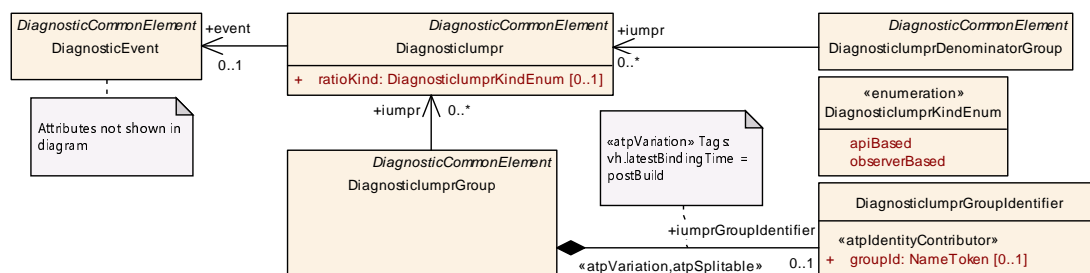 DiagnosticCommonElement
DiagnosticEvent
+event
0..1
DiagnosticCommonElement
DiagnosticIumpr
+ ratioKind: DiagnosticIumprKindEnum [0..1]
+iumpr
0..*
DiagnosticCommonElement
DiagnosticIumprDenominatorGroup
Attributes not shown in
diagram
+iumpr
0..*
«enumeration»
DiagnosticIumprKindEnum
apiBased
observerBased
«atpVariation» Tags:
vh.latestBindingTime =
postBuild
DiagnosticCommonElement
DiagnosticIumprGroup
DiagnosticIumprGroupIdentifier
«atpIdentityContributor»
+ groupId: NameToken [0..1]
+iumprGroupIdentifier
«atpVariation,atpSplitable»
0..1